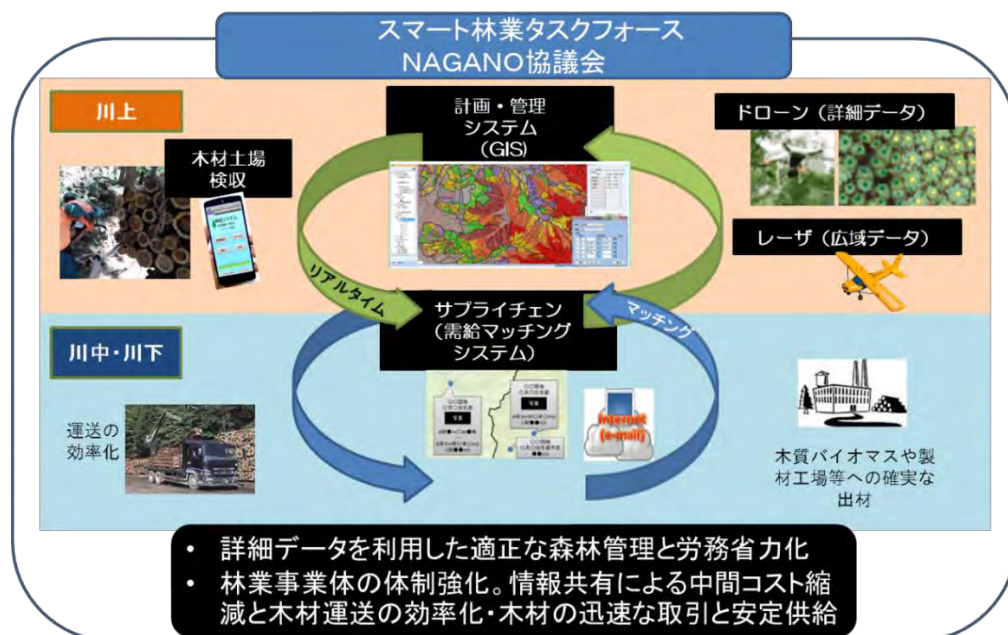 スマート林業タスクフォース
NAGANO協議会
川上
木材土場
検収
計画・管理
システム
(GIS)
ドローン（詳細データ）
レーザ（広域データ）
リアルタイム
サプライチェン
（需給マッチング
システム）
マッチング
川中・川下
運送の
効率化
写真
写真
Internet
(e-mail)
木質バイオマスや製
材工場等への確実な
出材
• 詳細データを利用した適正な森林管理と労務省力化
• 林業事業体の体制強化。情報共有による中間コスト縮
減と木材運送の効率化・木材の迅速な取引と安定供給